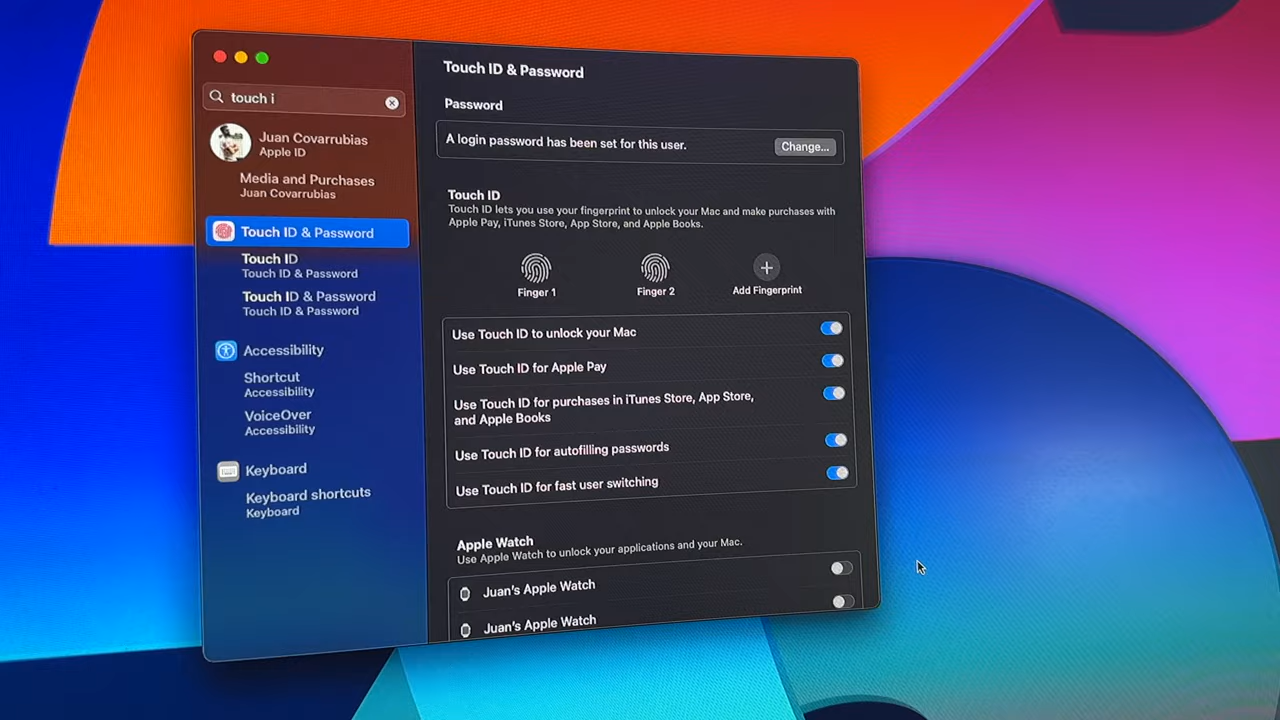 touch i
Juan Covarrubias
Apple ID
Media and Purchases
Juan Covarrubias
Touch ID & Password
Touch ID
Touch ID & Password
Touch ID & Password
Touch ID & Password
Accessibility
Shortcut
Accessibility
VoiceOver
Accessibility
Keyboard
Keyboard shortcuts
Keyboard
Touch ID & Password
Password
A login password has been set for this user.
Change...
Touch ID
Touch ID lets you use your fingerprint to unlock your Mac and make purchases with
Apple Pay, iTunes Store, App Store, and Apple Books.
Finger 1
Finger 2
Add Fingerprint
Use Touch ID to unlock your Mac
Use Touch ID for Apple Pay
Use Touch ID for purchases in iTunes Store, App Store,
and Apple Books
Use Touch ID for autofilling passwords
Use Touch ID for fast user switching
Apple Watch
Use Apple Watch to unlock your applications and your Mac.
Juan's Apple Watch
Juan's Apple Watch